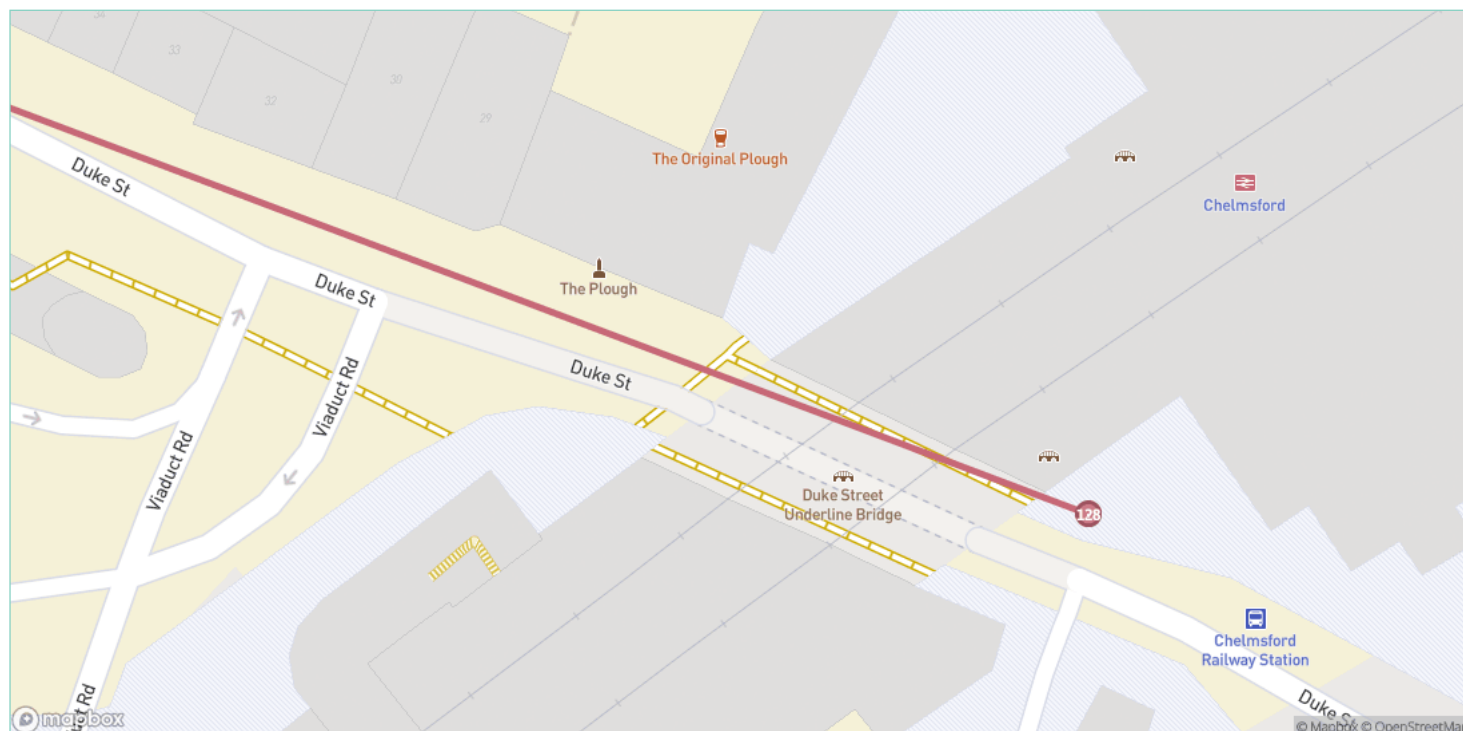 34
33
32
30
29
The Original Plough
Chelmsford
Duke St
Duke St
The Plough
Duke St
Viaduct Rd
Viaduct Rd
Duke Street
Underline Bridge
128
Chelmsford
Railway Station
Duke St
Viaduct Rd
mapbox
© Mapbox © OpenStreetMap